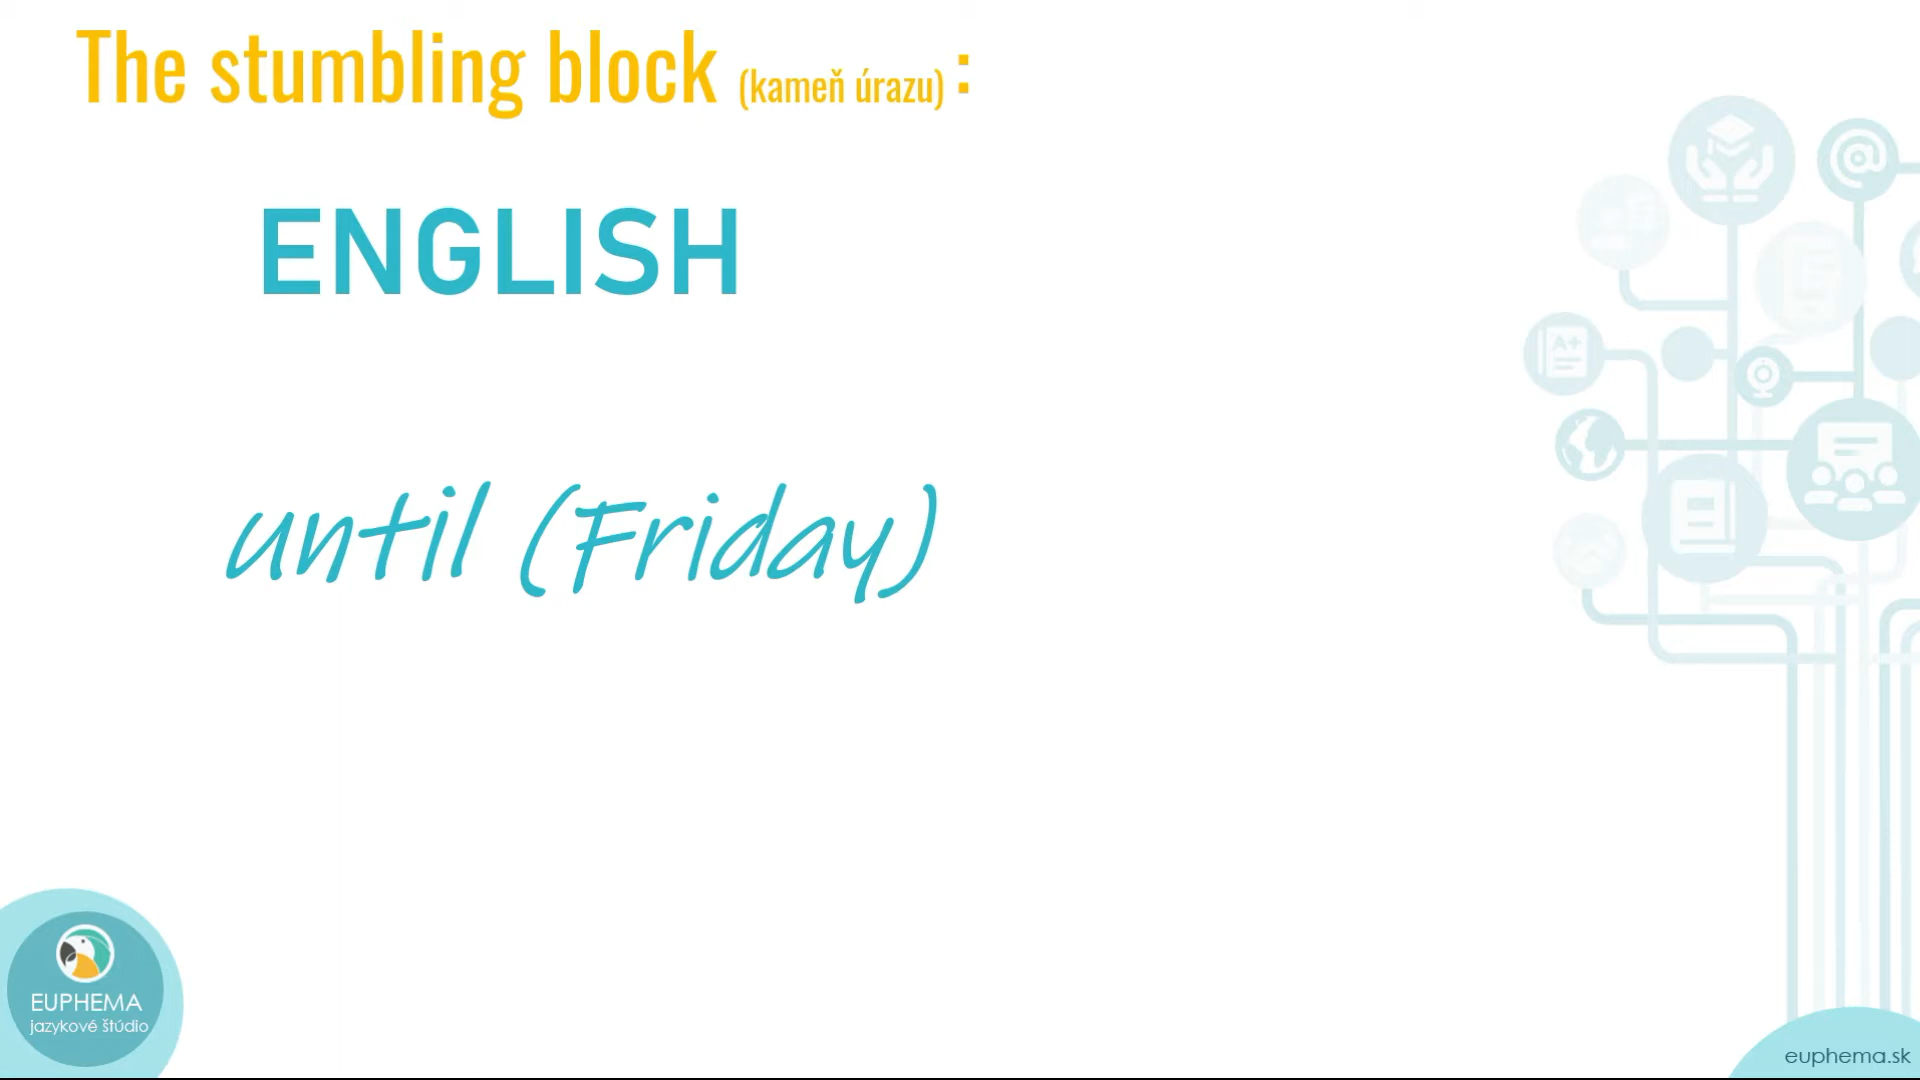 The stumbling block (kameň úrazu) :
ENGLISH
A+
until (Friday)
EUPHEMA
jazykové štúdio
euphema.sk